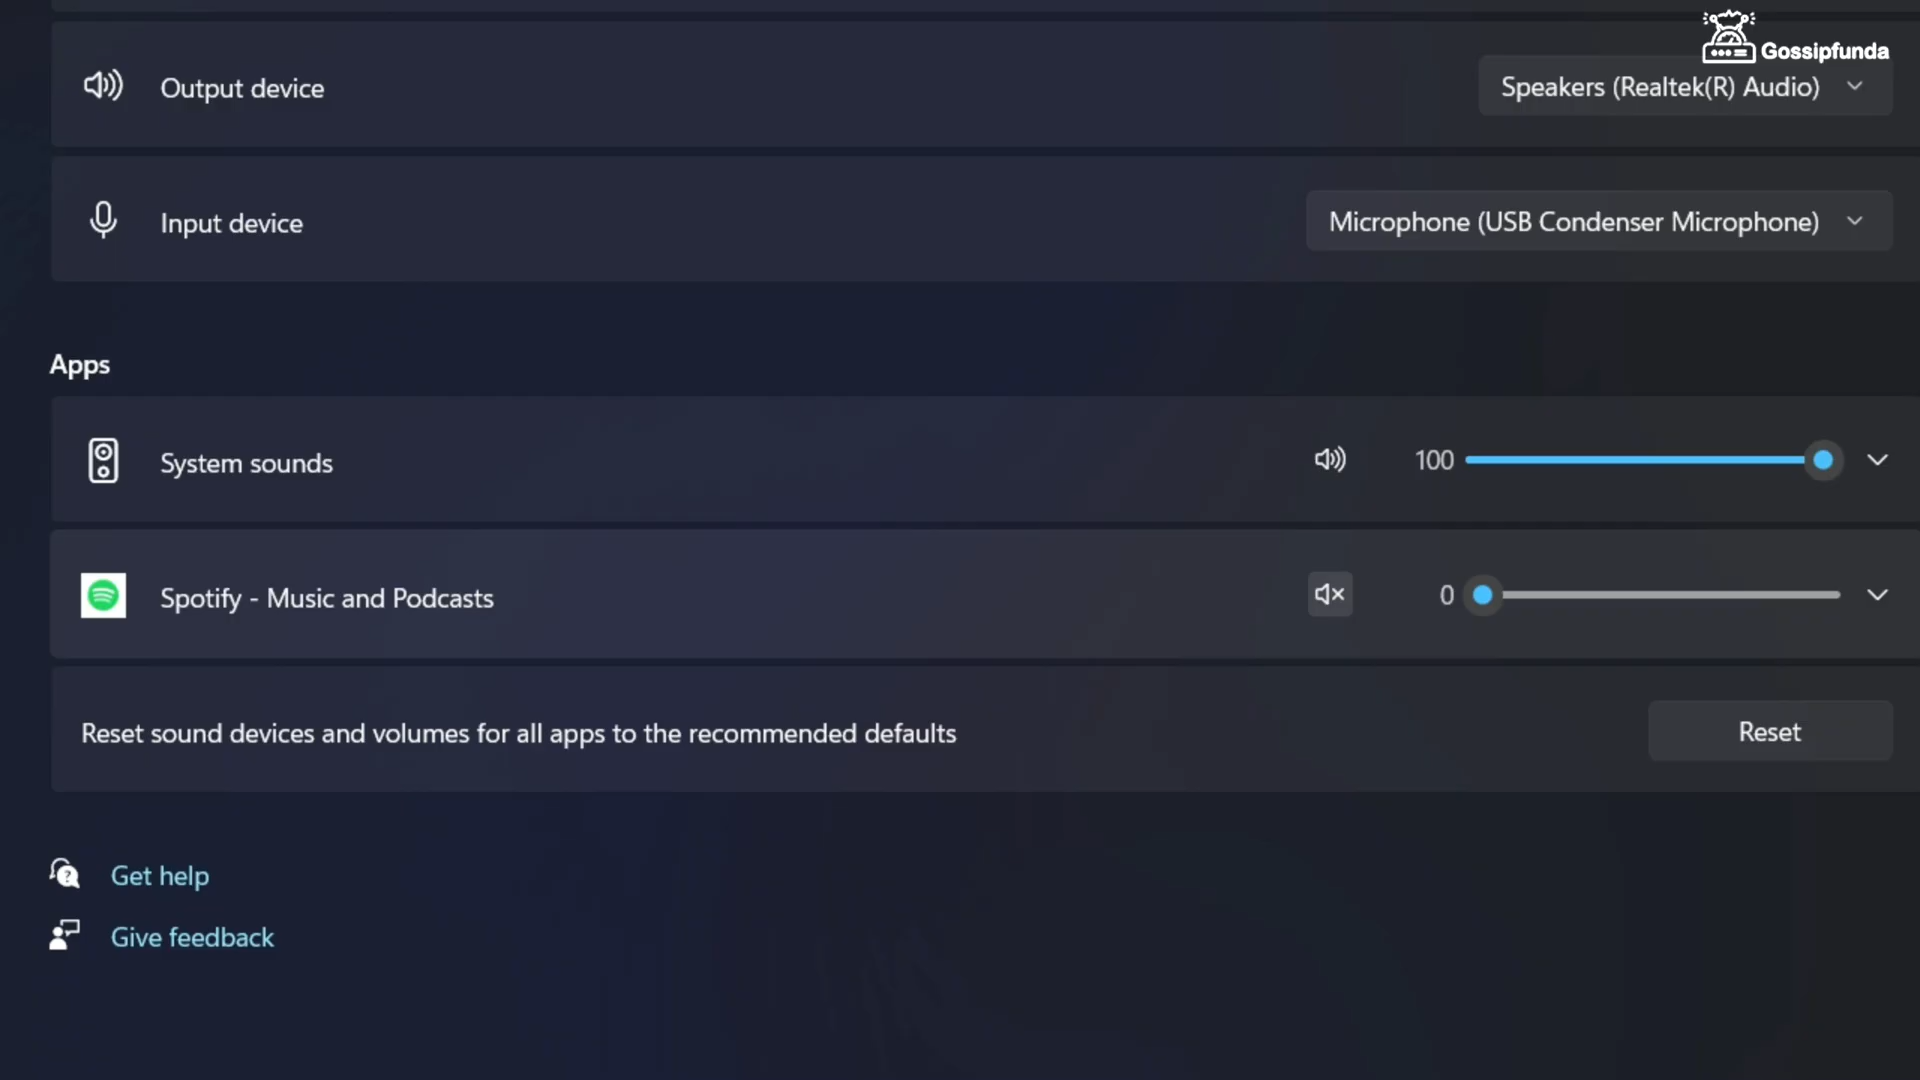 Gossipfunda
Output device
Speakers (Realtek(R) Audio)
Input device
Microphone (USB Condenser Microphone)
Apps
System sounds
100
Spotify - Music and Podcasts
0
Reset sound devices and volumes for all apps to the recommended defaults
Reset
Get help
Give feedback